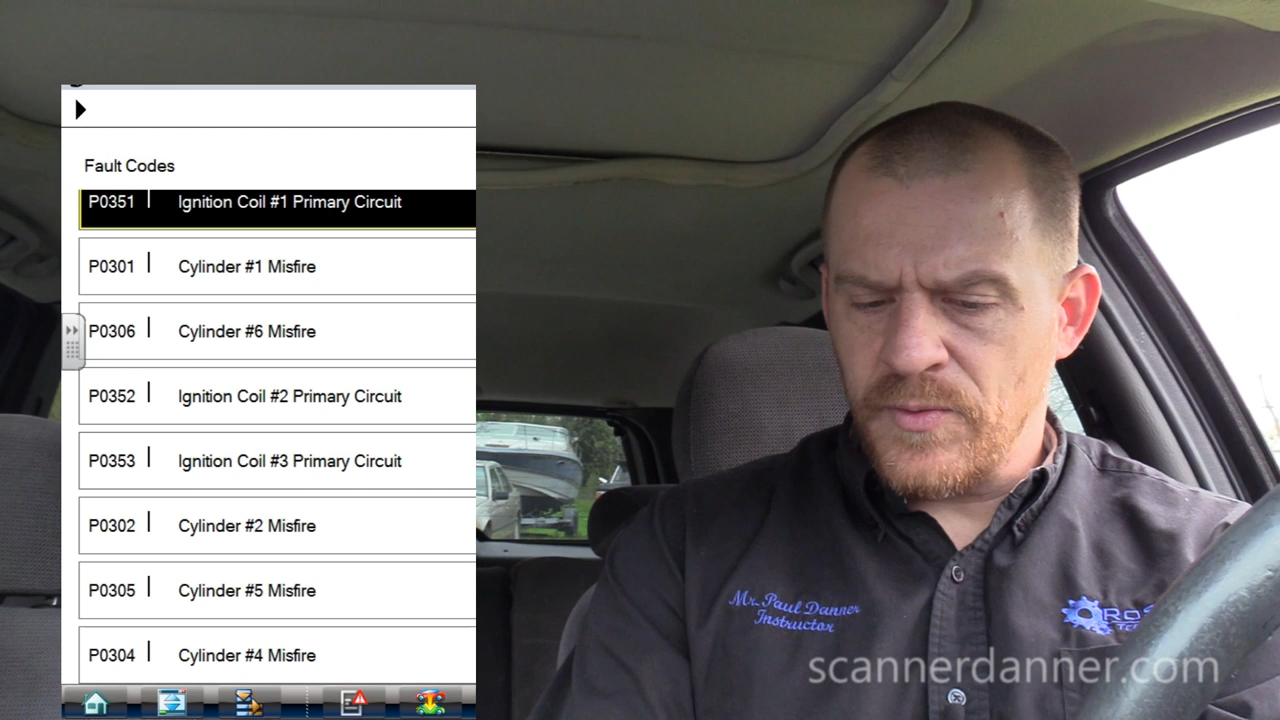 Fault Codes
P0351 Ignition Coil #1 Primary Circuit
P0301 Cylinder #1 Misfire
P0306 Cylinder #6 Misfire
P0352 Ignition Coil #2 Primary Circuit
P0353 Ignition Coil #3 Primary Circuit
P0302 Cylinder #2 Misfire
P0305 Cylinder #5 Misfire
P0304 Cylinder #4 Misfire
Mr. Paul Danner
Instructor
scannerdanner.com